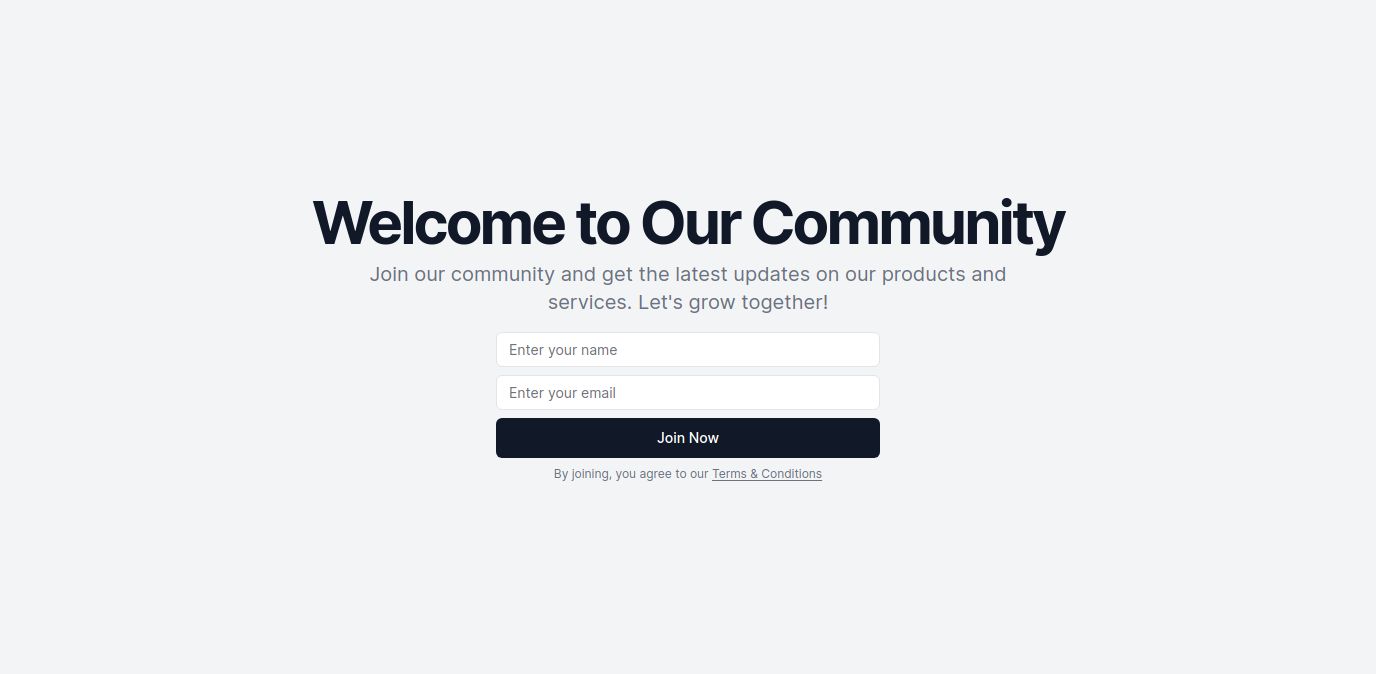 Welcome to Our Community
Join our community and get the latest updates on our products and
services. Let's grow together!
Enter your name
Enter your email
Join Now
By joining, you agree to our Terms & Conditions